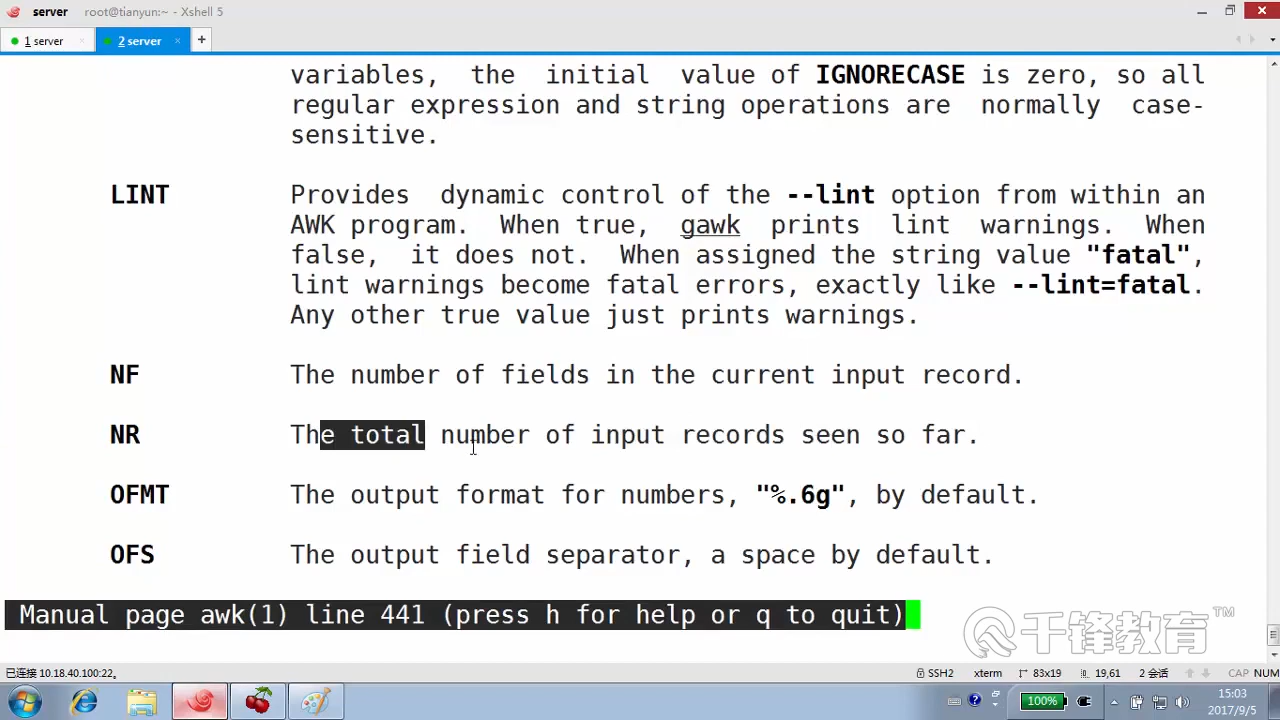 server root@tianyun:~ - Xshell 5
1 server × 2 server × +
variables, the initial value of IGNORECASE is zero, so all
regular expression and string operations are normally case-
sensitive.
LINT Provides dynamic control of the --lint option from within an
AWK program. When true, gawk prints lint warnings. When
false, it does not. When assigned the string value "fatal",
lint warnings become fatal errors, exactly like --lint=fatal.
Any other true value just prints warnings.
NF The number of fields in the current input record.
NR The total number of input records seen so far.
OFMT The output format for numbers, "%.6g", by default.
OFS The output field separator, a space by default.
Manual page awk(1) line 441 (press h for help or q to quit)
千锋教育™
已连接 10.18.40.100:22。 SSH2 xterm 83x19 19,61 2 会话 CAP NUM
100% 15:03
2017/9/5